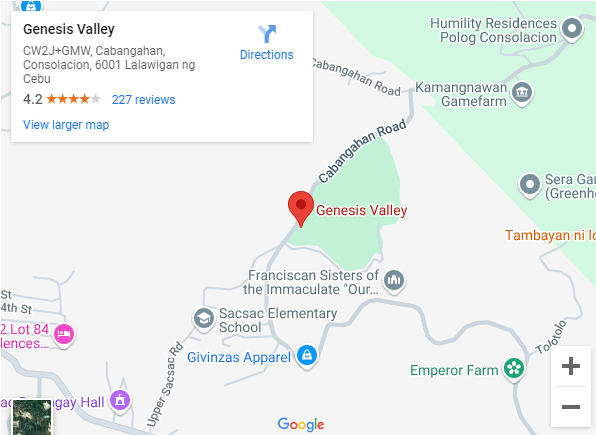 Genesis Valley
CW2J+GMW, Cabangahan,
Consolacion, 6001 Lalawigan ng
Cebu
4.2
227 reviews
View larger map
Directions
Humility Residences
Polog Consolacion
Cabangahan Road
Kamangnawan
Gamefarm
Cabangahan Road
Sera Gar
(Greenho
Genesis Valley
Tambayan ni
Franciscan Sisters of
the Immaculate "Our...
St
4th St
2.Lot 84
lences...
Sacsac Elementary
School
Upper Sacsac Rd
Givinzas Apparel
Tolotolo
Emperor Farm
gay Hall
Google